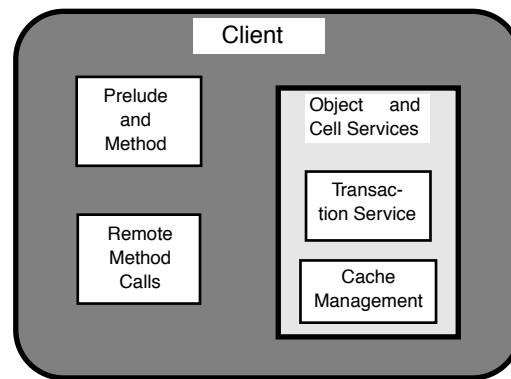 Client
Prelude
and
Method
Remote
Method
Calls
Object and
Cell Services
Transac-
tion Service
Cache
Management